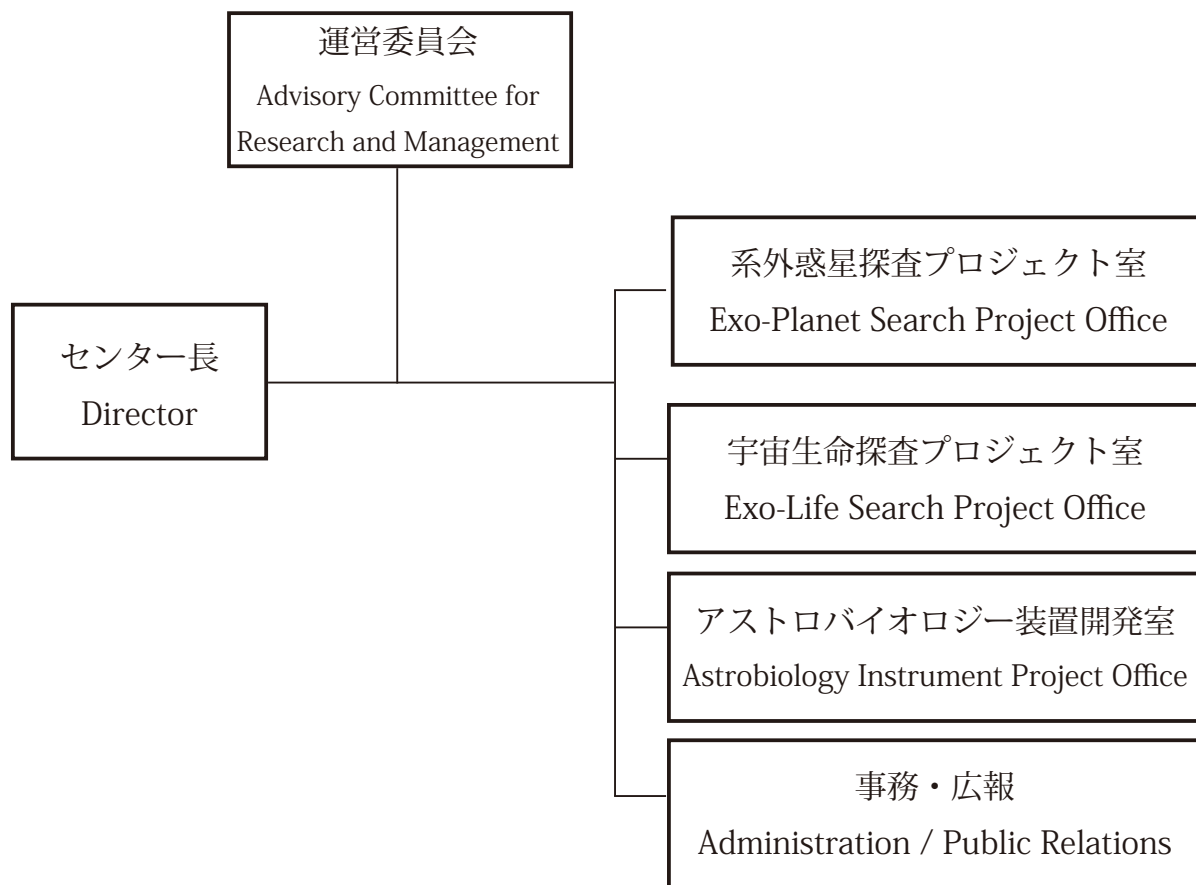 運営委員会
Advisory Committee for
Research and Management
センター長
Director
系外惑星探査プロジェクト室
Exo-Planet Search Project Office
宇宙生命探査プロジェクト室
Exo-Life Search Project Office
アストロバイオロジー装置開発室
Astrobiology Instrument Project Office
事務・広報
Administration / Public Relations